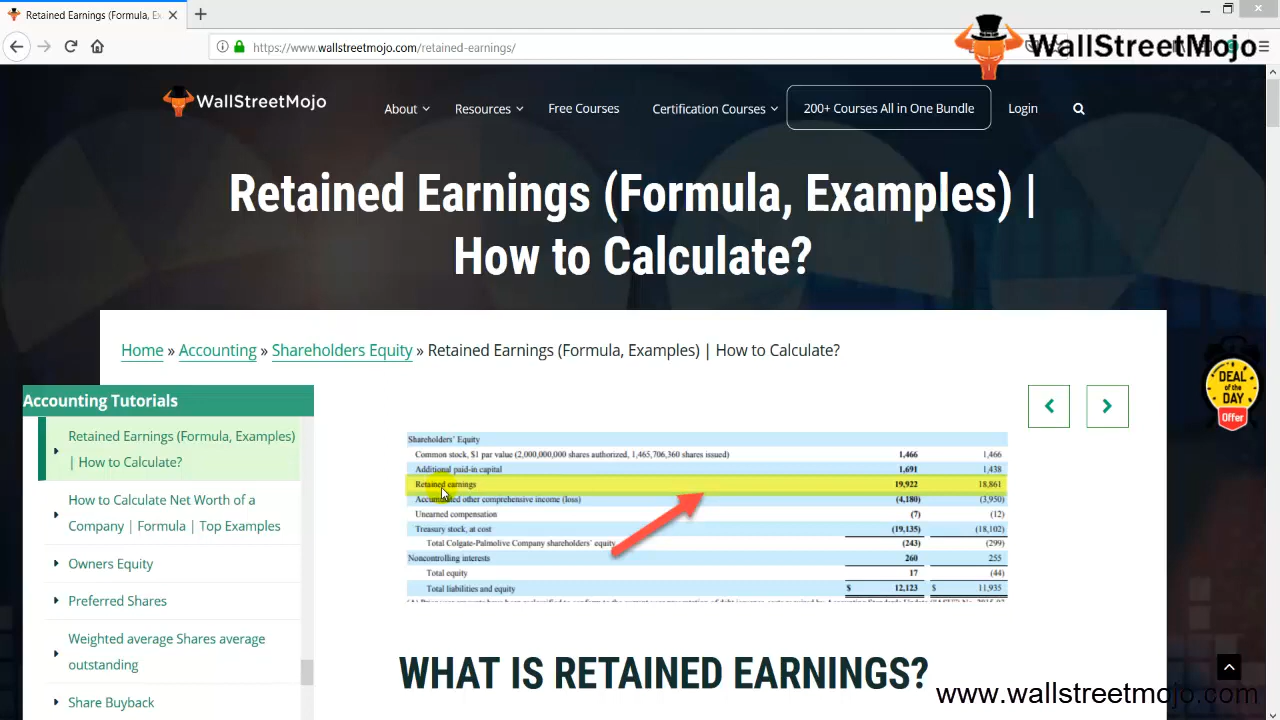 Retained Earnings (Formula, Ex
https://www.wallstreetmojo.com/retained-earnings/
WallStreetMojo
WallStreetMojo
About
Resources
Free Courses
Certification Courses
200+ Courses All in One Bundle
Login
Retained Earnings (Formula, Examples) |
How to Calculate?
Home » Accounting » Shareholders Equity » Retained Earnings (Formula, Examples) | How to Calculate?
DEAL
of the
DAY
Offer
Accounting Tutorials
Retained Earnings (Formula, Examples)
| How to Calculate?
How to Calculate Net Worth of a
Company | Formula | Top Examples
Owners Equity
Preferred Shares
Weighted average Shares average
outstanding
Share Buyback
Shareholders' Equity
Common stock, $1 par value (2,000,000,000 shares authorized, 1,465,706,360 shares issued) 1,466 1,466
Additional paid-in capital 1,691 1,438
Retained earnings 19,922 18,861
Accumulated other comprehensive income (loss) (4,180) (3,950)
Unearned compensation (7) (12)
Treasury stock, at cost (19,135) (18,102)
Total Colgate-Palmolive Company shareholders' equity (243) (299)
Noncontrolling interests 260 255
Total equity 17 (44)
Total liabilities and equity $ 12,123 $ 11,935
WHAT IS RETAINED EARNINGS?
www.wallstreetmojo.com